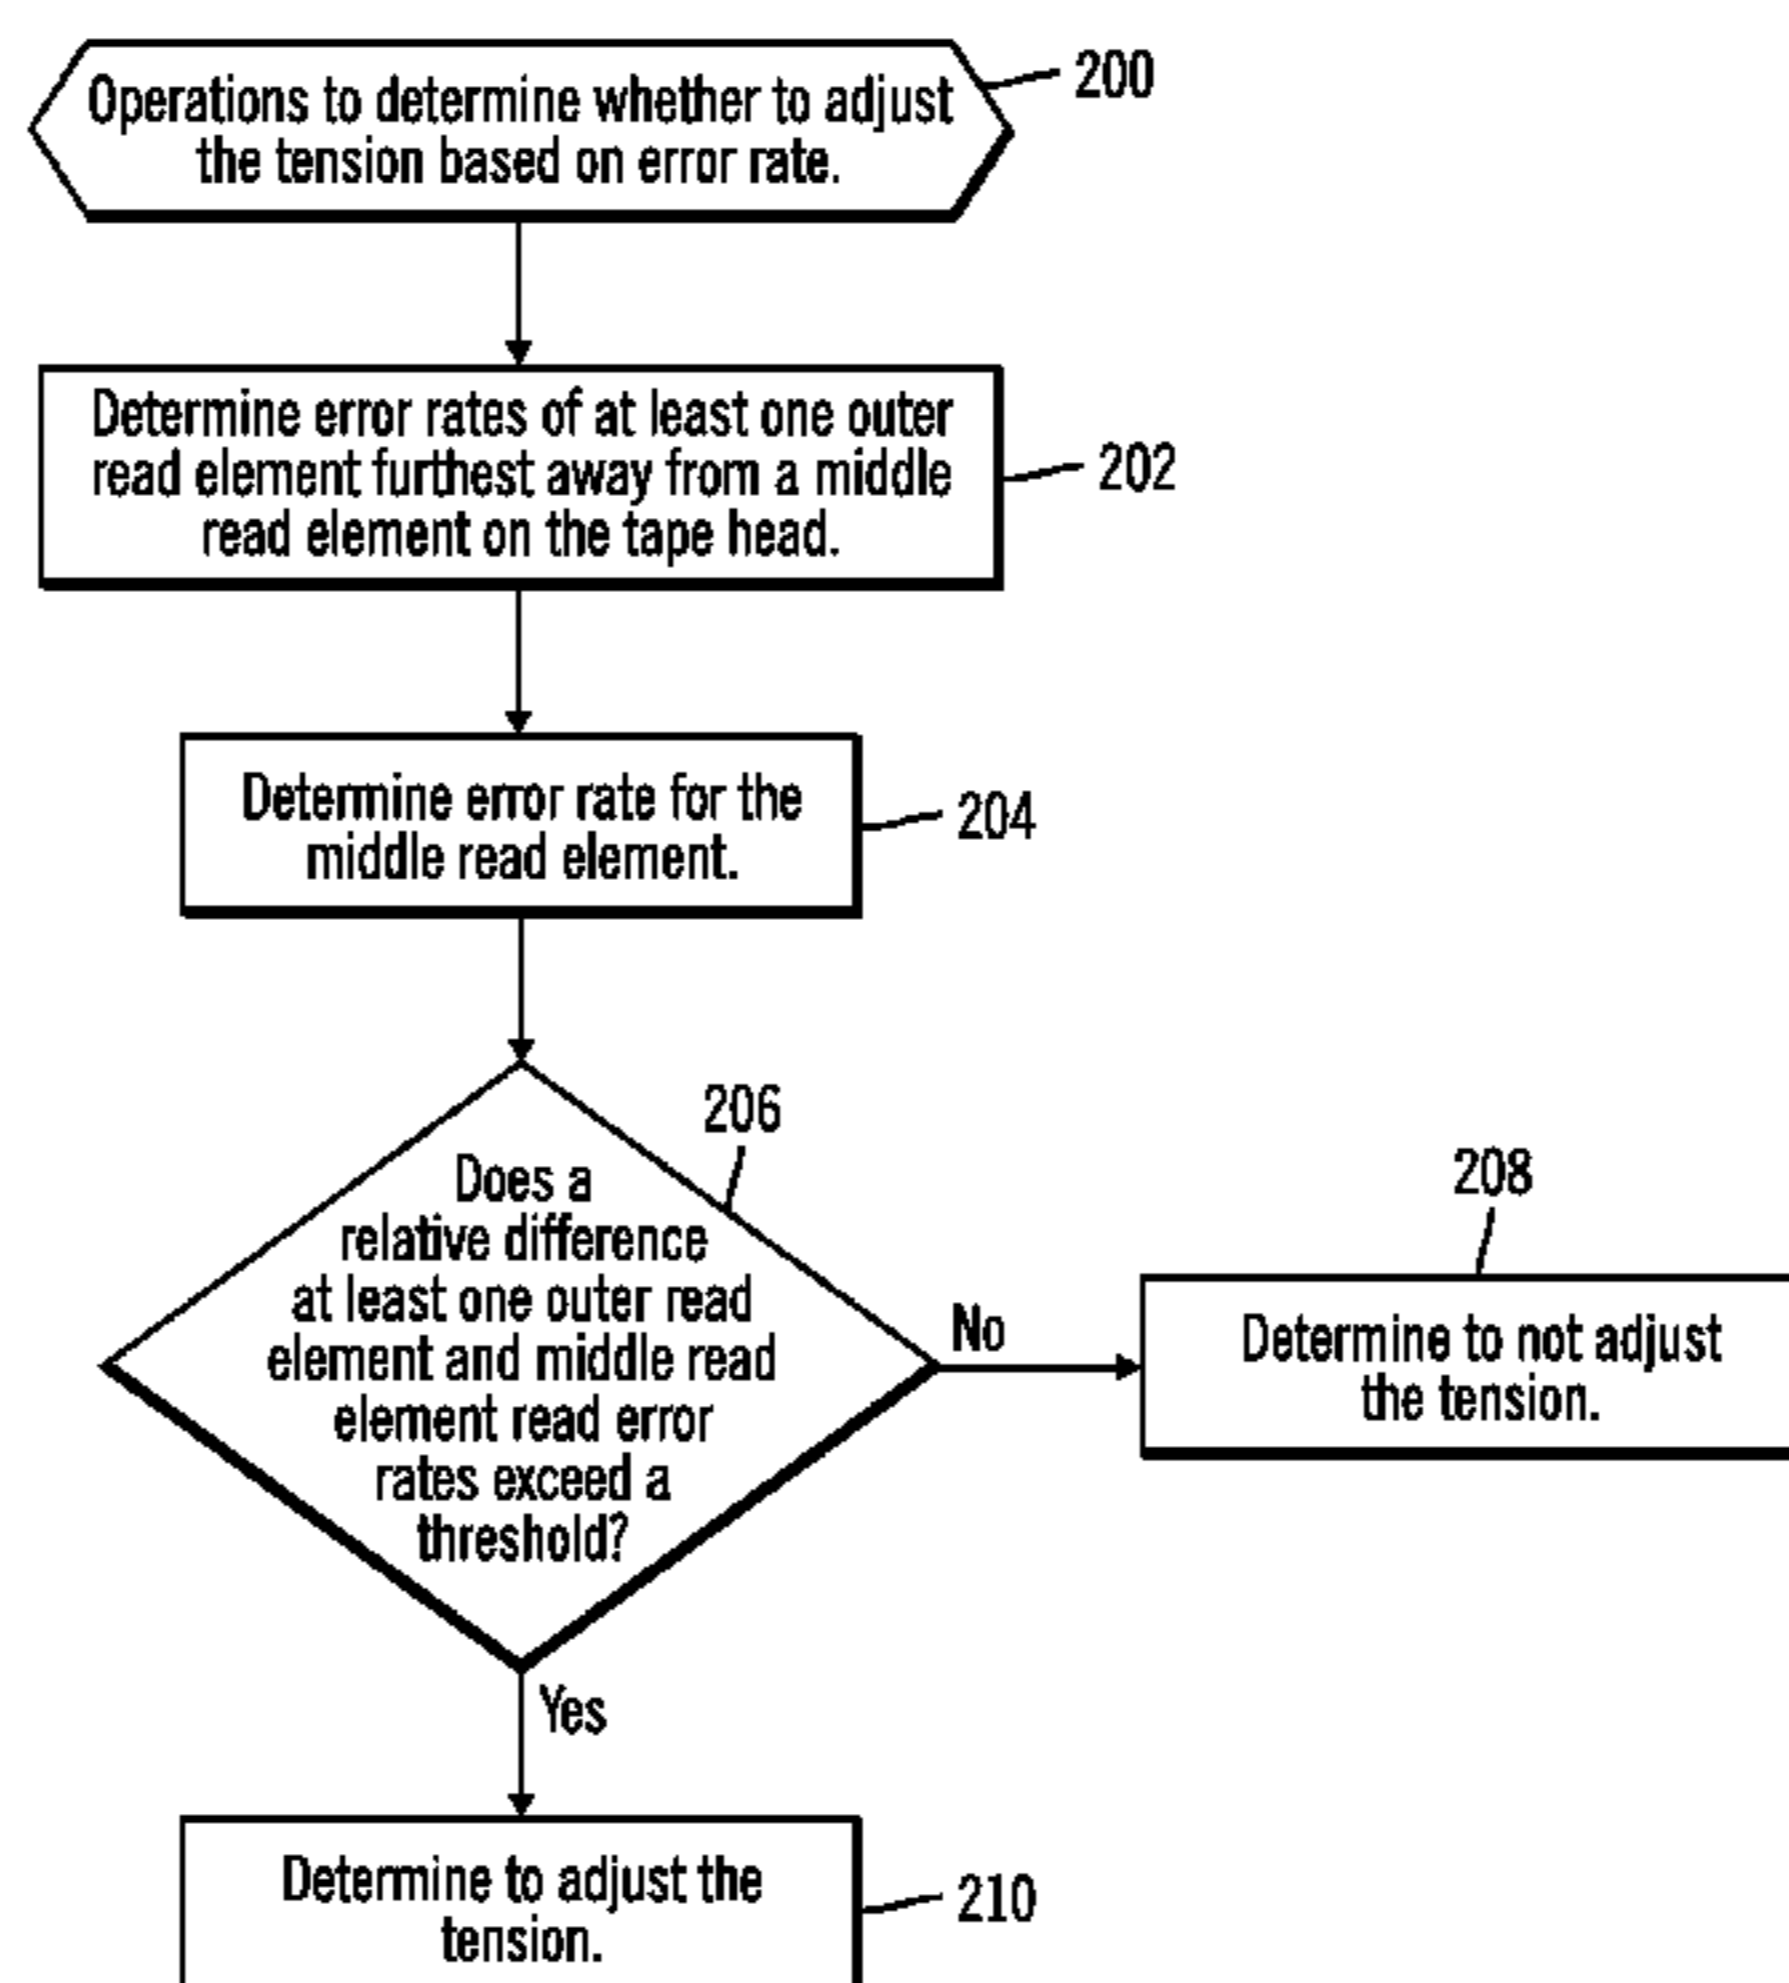 Operations to determine whether to adjust
the tension based on error rate.
200
Determine error rates of at least one outer
read element furthest away from a middle
read element on the tape head.
202
Determine error rate for the
middle read element.
204
206
Does a
relative difference
at least one outer read
element and middle read
element read error
rates exceed a
threshold?
No
208
Determine to not adjust
the tension.
Yes
Determine to adjust the
tension.
210